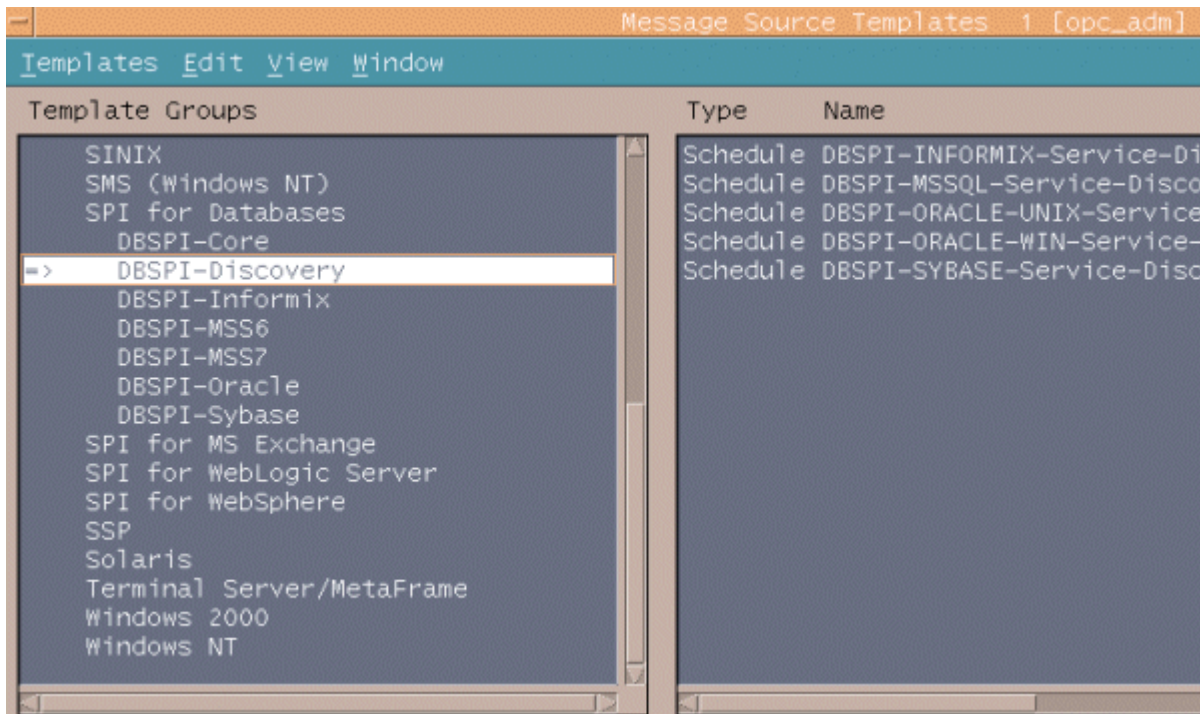 Message Source Templates 1 [opc_adm]
Templates Edit View Window
Template Groups
SINIX
SMS (Windows NT)
SPI for Databases
DBSPI-Core
=> DBSPI-Discovery
DBSPI-Informix
DBSPI-MSS6
DBSPI-MSS7
DBSPI-Oracle
DBSPI-Sybase
SPI for MS Exchange
SPI for WebLogic Server
SPI for WebSphere
SSP
Solaris
Terminal Server/MetaFrame
Windows 2000
Windows NT
Type Name
Schedule DBSPI-INFORMIX-Service-Di
Schedule DBSPI-MSSQL-Service-Disco
Schedule DBSPI-ORACLE-UNIX-Service
Schedule DBSPI-ORACLE-WIN-Service-
Schedule DBSPI-SYBASE-Service-Disc